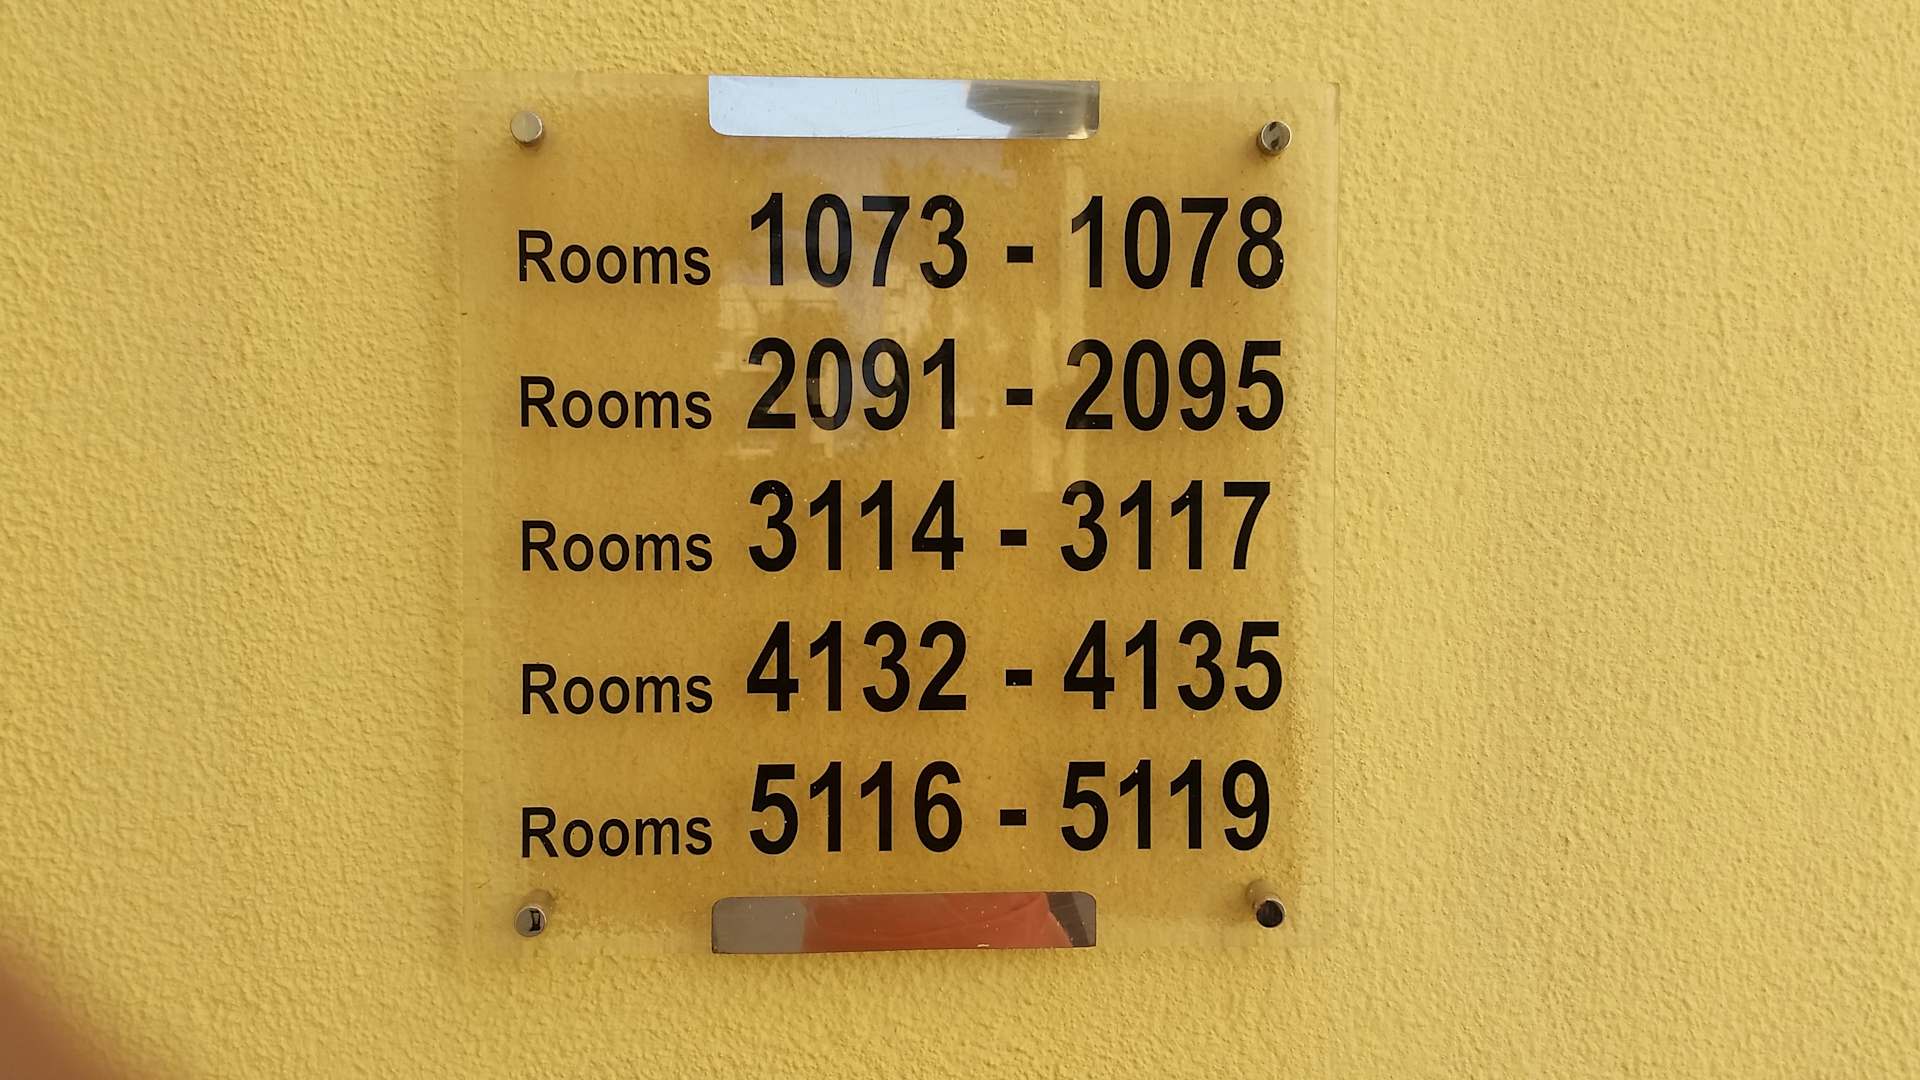 Rooms 1073 - 1078
Rooms 2091 - 2095
Rooms 3114 - 3117
Rooms 4132 - 4135
Rooms 5116 - 5119